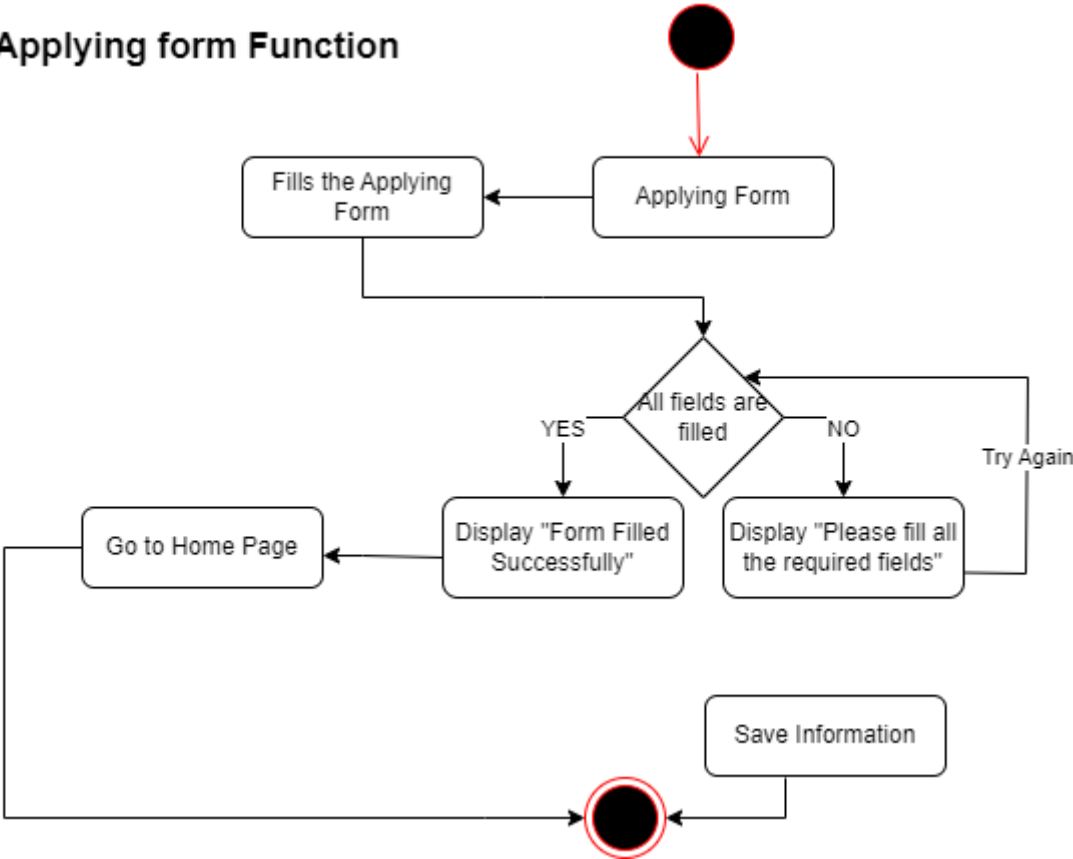 Applying form Function
Fills the Applying
Form
Applying Form
All fields are
filled
YES
NO
Try Again
Go to Home Page
Display "Form Filled
Successfully"
Display "Please fill all
the required fields"
Save Information